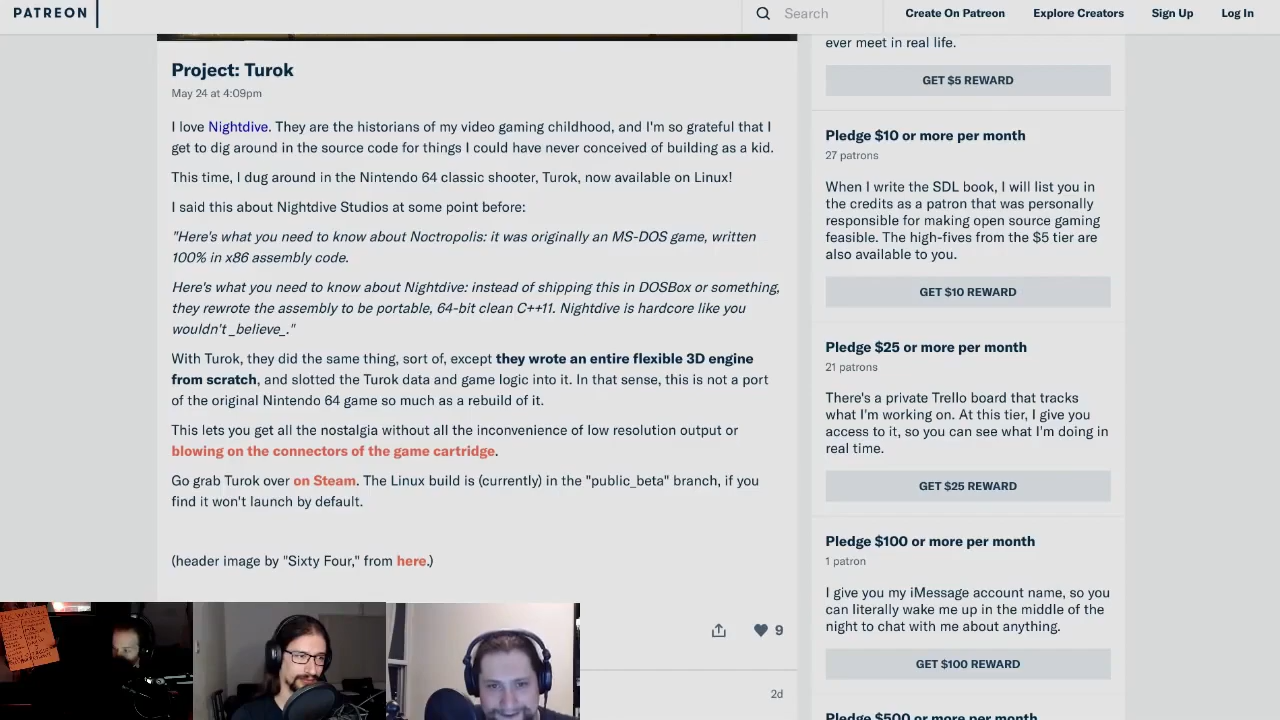 PATREON
Search
Create On Patreon
Explore Creators
Sign Up
Log In
Project: Turok
May 24 at 4:09pm
I love Nightdive. They are the historians of my video gaming childhood, and I'm so grateful that I
get to dig around in the source code for things I could have never conceived of building as a kid.
This time, I dug around in the Nintendo 64 classic shooter, Turok, now available on Linux!
I said this about Nightdive Studios at some point before:
"Here's what you need to know about Noctropolis: it was originally an MS-DOS game, written
100% in x86 assembly code.
Here's what you need to know about Nightdive: instead of shipping this in DOSBox or something,
they rewrote the assembly to be portable, 64-bit clean C++11. Nightdive is hardcore like you
wouldn't _believe_."
With Turok, they did the same thing, sort of, except they wrote an entire flexible 3D engine
from scratch, and slotted the Turok data and game logic into it. In that sense, this is not a port
of the original Nintendo 64 game so much as a rebuild of it.
This lets you get all the nostalgia without all the inconvenience of low resolution output or
blowing on the connectors of the game cartridge.
Go grab Turok over on Steam. The Linux build is (currently) in the "public_beta" branch, if you
find it won't launch by default.
(header image by "Sixty Four," from here.)
9
2d
ever meet in real life.
GET $5 REWARD
Pledge $10 or more per month
27 patrons
When I write the SDL book, I will list you in
the credits as a patron that was personally
responsible for making open source gaming
feasible. The high-fives from the $5 tier are
also available to you.
GET $10 REWARD
Pledge $25 or more per month
21 patrons
There's a private Trello board that tracks
what I'm working on. At this tier, I give you
access to it, so you can see what I'm doing in
real time.
GET $25 REWARD
Pledge $100 or more per month
1 patron
I give you my iMessage account name, so you
can literally wake me up in the middle of the
night to chat with me about anything.
GET $100 REWARD
Pledge $500 or more per month